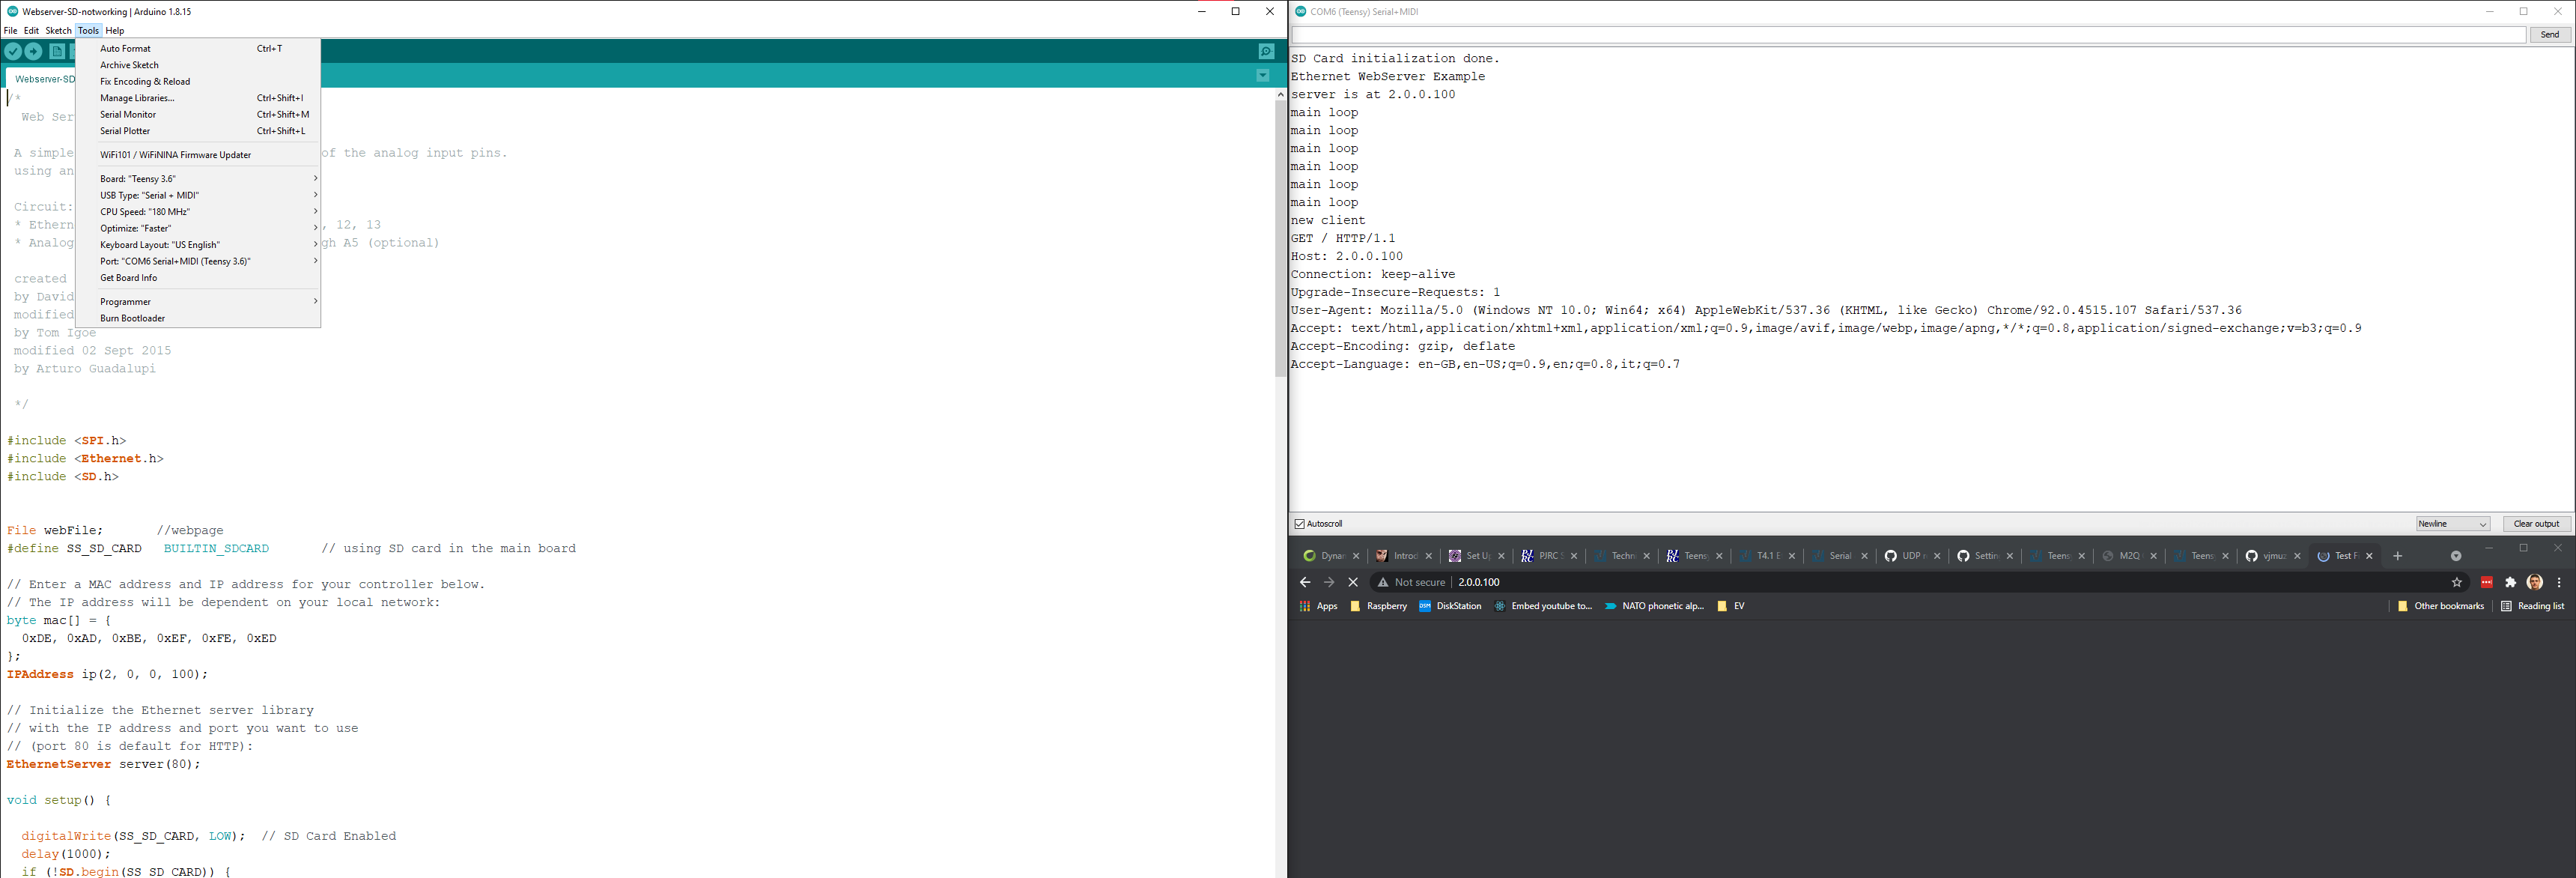 Webserver-SD-notworking | Arduino 1.8.15
File Edit Sketch Tools Help
Auto Format Ctrl+T
Archive Sketch
Fix Encoding & Reload
Manage Libraries... Ctrl+Shift+I
Serial Monitor Ctrl+Shift+M
Serial Plotter Ctrl+Shift+L
WiFi101 / WiFiNINA Firmware Updater
Board: "Teensy 3.6"
USB Type: "Serial + MIDI"
CPU Speed: "180 MHz"
Optimize: "Faster"
Keyboard Layout: "US English"
Port: "COM6 Serial+MIDI (Teensy 3.6)"
Get Board Info
Programmer
Burn Bootloader
Webserver-SD
/*
Web Ser
A simple of the analog input pins.
using an
Circuit:
* Ethern , 12, 13
* Analog gh A5 (optional)
created
by David
modified
by Tom Igoe
modified 02 Sept 2015
by Arturo Guadalupi
*/
#include <SPI.h>
#include <Ethernet.h>
#include <SD.h>
File webFile; //webpage
#define SS_SD_CARD BUILTIN_SDCARD // using SD card in the main board
// Enter a MAC address and IP address for your controller below.
// The IP address will be dependent on your local network:
byte mac[] = {
0xDE, 0xAD, 0xBE, 0xEF, 0xFE, 0xED
};
IPAddress ip(2, 0, 0, 100);
// Initialize the Ethernet server library
// with the IP address and port you want to use
// (port 80 is default for HTTP):
EthernetServer server(80);
void setup() {
digitalWrite(SS_SD_CARD, LOW); // SD Card Enabled
delay(1000);
if (!SD.begin(SS_SD_CARD)) {
COM6 (Teensy) Serial+MIDI
Send
SD Card initialization done.
Ethernet WebServer Example
server is at 2.0.0.100
main loop
main loop
main loop
main loop
main loop
main loop
new client
GET / HTTP/1.1
Host: 2.0.0.100
Connection: keep-alive
Upgrade-Insecure-Requests: 1
User-Agent: Mozilla/5.0 (Windows NT 10.0; Win64; x64) AppleWebKit/537.36 (KHTML, like Gecko) Chrome/92.0.4515.107 Safari/537.36
Accept: text/html,application/xhtml+xml,application/xml;q=0.9,image/avif,image/webp,image/apng,*/*;q=0.8,application/signed-exchange;v=b3;q=0.9
Accept-Encoding: gzip, deflate
Accept-Language: en-GB,en-US;q=0.9,en;q=0.8,it;q=0.7
Autoscroll Newline Clear output
Dynar Introd Set Up PJRC S Techn Teens T4.1 E Serial UDP Settin Teens M2Q Teens vjmuz Test F
Not secure 2.0.0.100
Apps Raspberry DiskStation Embed youtube to... NATO phonetic alp... EV Other bookmarks Reading list